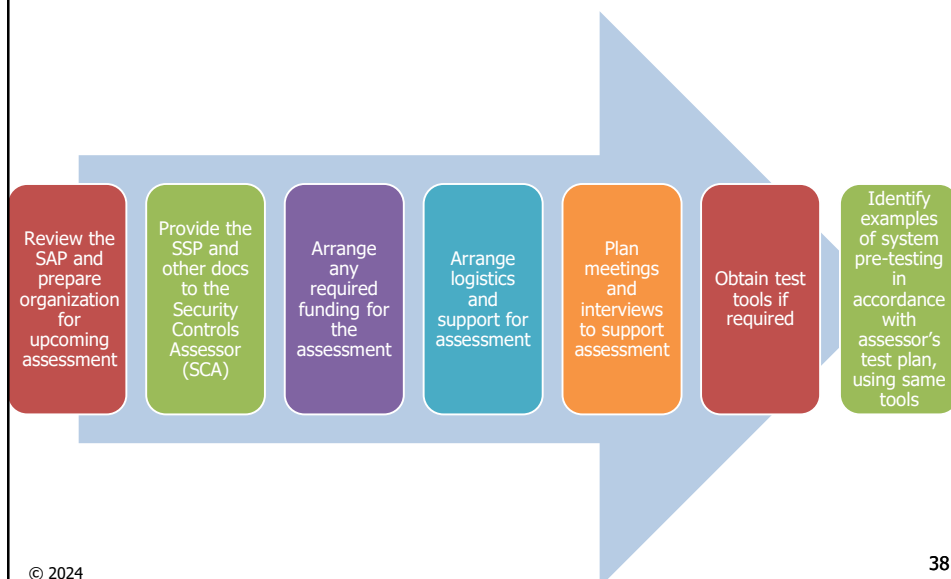 Review the
SAP and
prepare
organization
for
upcoming
assessment
Provide the
SSP and
other docs
to the
Security
Controls
Assessor
(SCA)
Arrange
any
required
funding for
the
assessment
Arrange
logistics
and
support for
assessment
Plan
meetings
and
interviews
to support
assessment
Obtain test
tools if
required
Identify
examples
of system
pre-testing
in
accordance
with
assessor’s
test plan,
using same
tools
© 2024
38